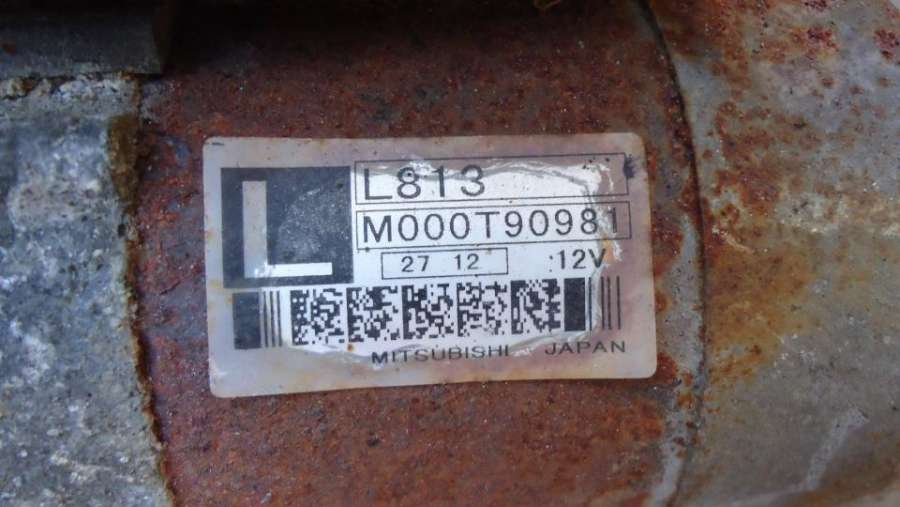 L
L813
M000T90981
27 12
12V
MITSUBISHI JAPAN